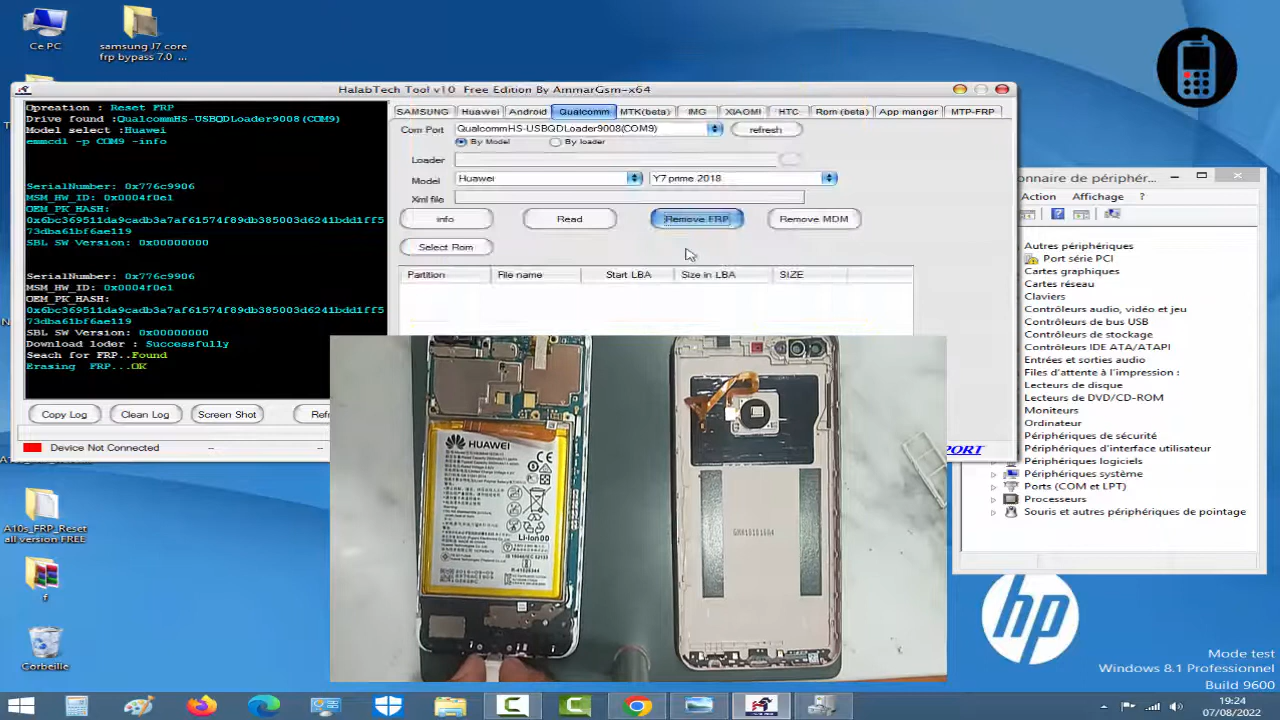 Ce PC
samsung J7 core
frp bypass 7.0 ...
HalabTech Tool v10 Free Edition By AmmarGsm-x64
Opreation : Reset FRP
Drive found :QualcommHS-USBQDLoader9008(COM9)
Model select :Huawei
emmcdl -p COM9 -info
SerialNumber: 0x776c9906
MSM_HW_ID: 0x0004f0e1
OEM_PK_HASH:
0x6bc369511da9cadb3a7af61574f89db385003d6241bdd1ff5
73dba61bf6ae119
SBL SW Version: 0x00000000
SerialNumber: 0x776c9906
MSM_HW_ID: 0x0004f0e1
OEM_PK_HASH:
0x6bc369511da9cadb3a7af61574f89db385003d6241bdd1ff5
73dba61bf6ae119
SBL SW Version: 0x00000000
Download loder : Successfully
Seach for FRP..Found
Erasing FRP...OK
Copy Log
Clean Log
Screen Shot
Refr
Device Not Connected
--
--
SAMSUNG
Huawei
Android
Qualcomm
MTK(beta)
IMG
XIAOMI
HTC
Rom (beta)
App manger
MTP-FRP
Com Port
QualcommHS-USBQDLoader9008(COM9)
refresh
By Model
By loader
Loader
Model
Huawei
Y7 prime 2018
Xml file
info
Read
Remove FRP
Remove MDM
Select Rom
Partition
File name
Start LBA
Size in LBA
SIZE
PORT
HUAWEI
Li-ion00
onnaire de périphér...
Action
Affichage
?
Autres périphériques
Port série PCI
Cartes graphiques
Cartes réseau
Claviers
Contrôleurs audio, vidéo et jeu
Contrôleurs de bus USB
Contrôleurs de stockage
Contrôleurs IDE ATA/ATAPI
Entrées et sorties audio
Files d'attente à l'impression :
Lecteurs de disque
Lecteurs de DVD/CD-ROM
Moniteurs
Ordinateur
Périphériques de sécurité
Périphériques d'interface utilisateur
Périphériques logiciels
Périphériques système
Ports (COM et LPT)
Processeurs
Souris et autres périphériques de pointage
A10s_FRP_Reset
all version FREE
f
Corbeille
hp
Mode test
Windows 8.1 Professionnel
Build 9600
19:24
07/08/2022